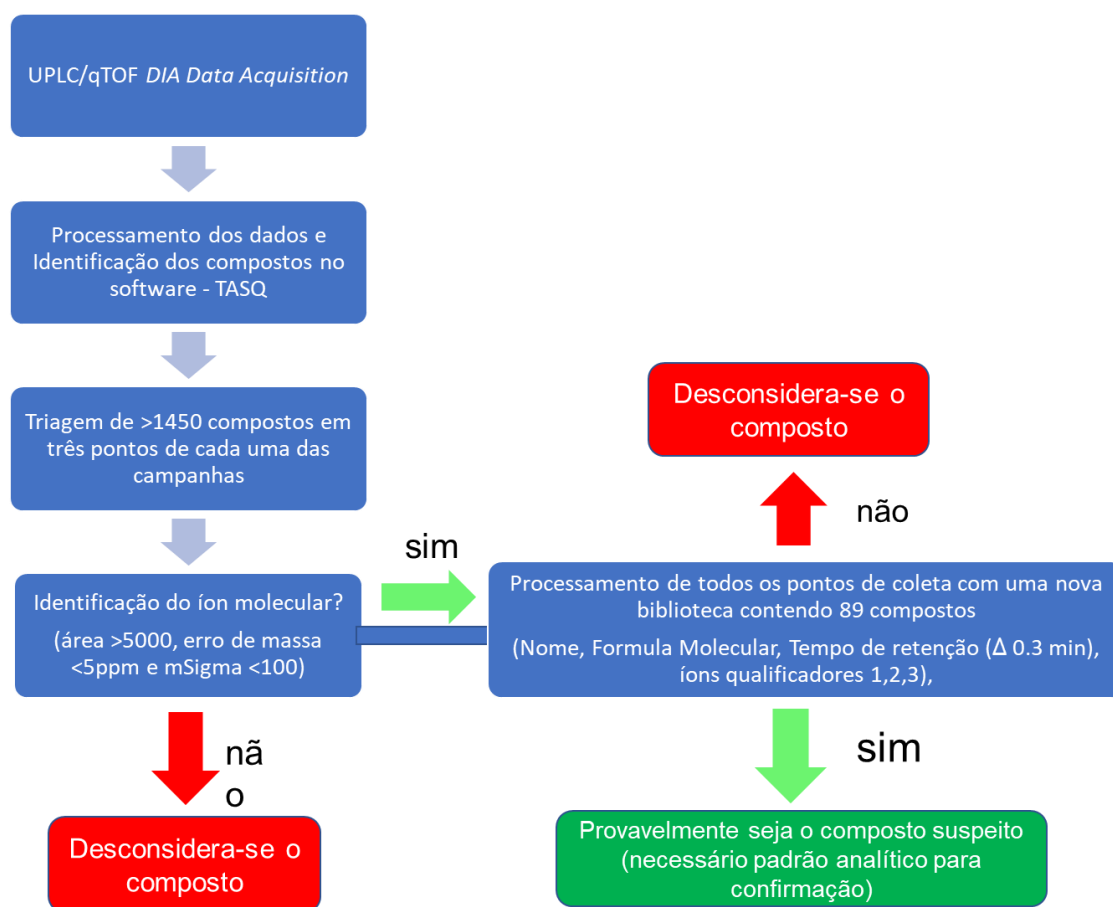 UPLC/qTOF DIA Data Acquisition
Processamento dos dados e
Identificação dos compostos no
software - TASQ
Triagem de >1450 compostos em
três pontos de cada uma das
campanhas
Identificação do íon molecular?
(área >5000, erro de massa
<5ppm e mSigma <100)
sim
nã
o
Desconsidera-se o
composto
Processamento de todos os pontos de coleta com uma nova
biblioteca contendo 89 compostos
(Nome, Formula Molecular, Tempo de retenção (Δ 0.3 min),
íons qualificadores 1,2,3),
não
Desconsidera-se o
composto
sim
Provavelmente seja o composto suspeito
(necessário padrão analítico para
confirmação)